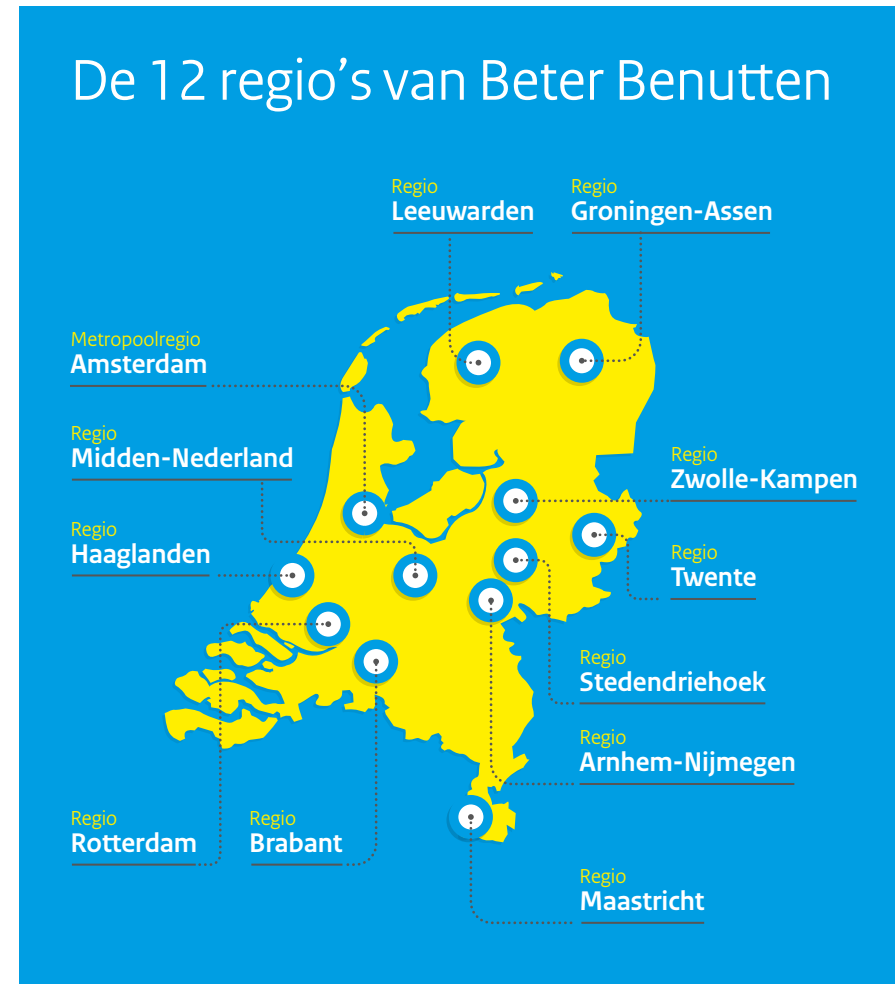 De 12 regio's van Beter Benutten
Regio
Leeuwarden
Regio
Groningen-Assen
Metropoolregio
Amsterdam
Regio
Midden-Nederland
Regio
Zwolle-Kampen
Regio
Haaglanden
Regio
Twente
Regio
Stedendriehoek
Regio
Arnhem-Nijmegen
Regio
Rotterdam
Regio
Brabant
Regio
Maastricht